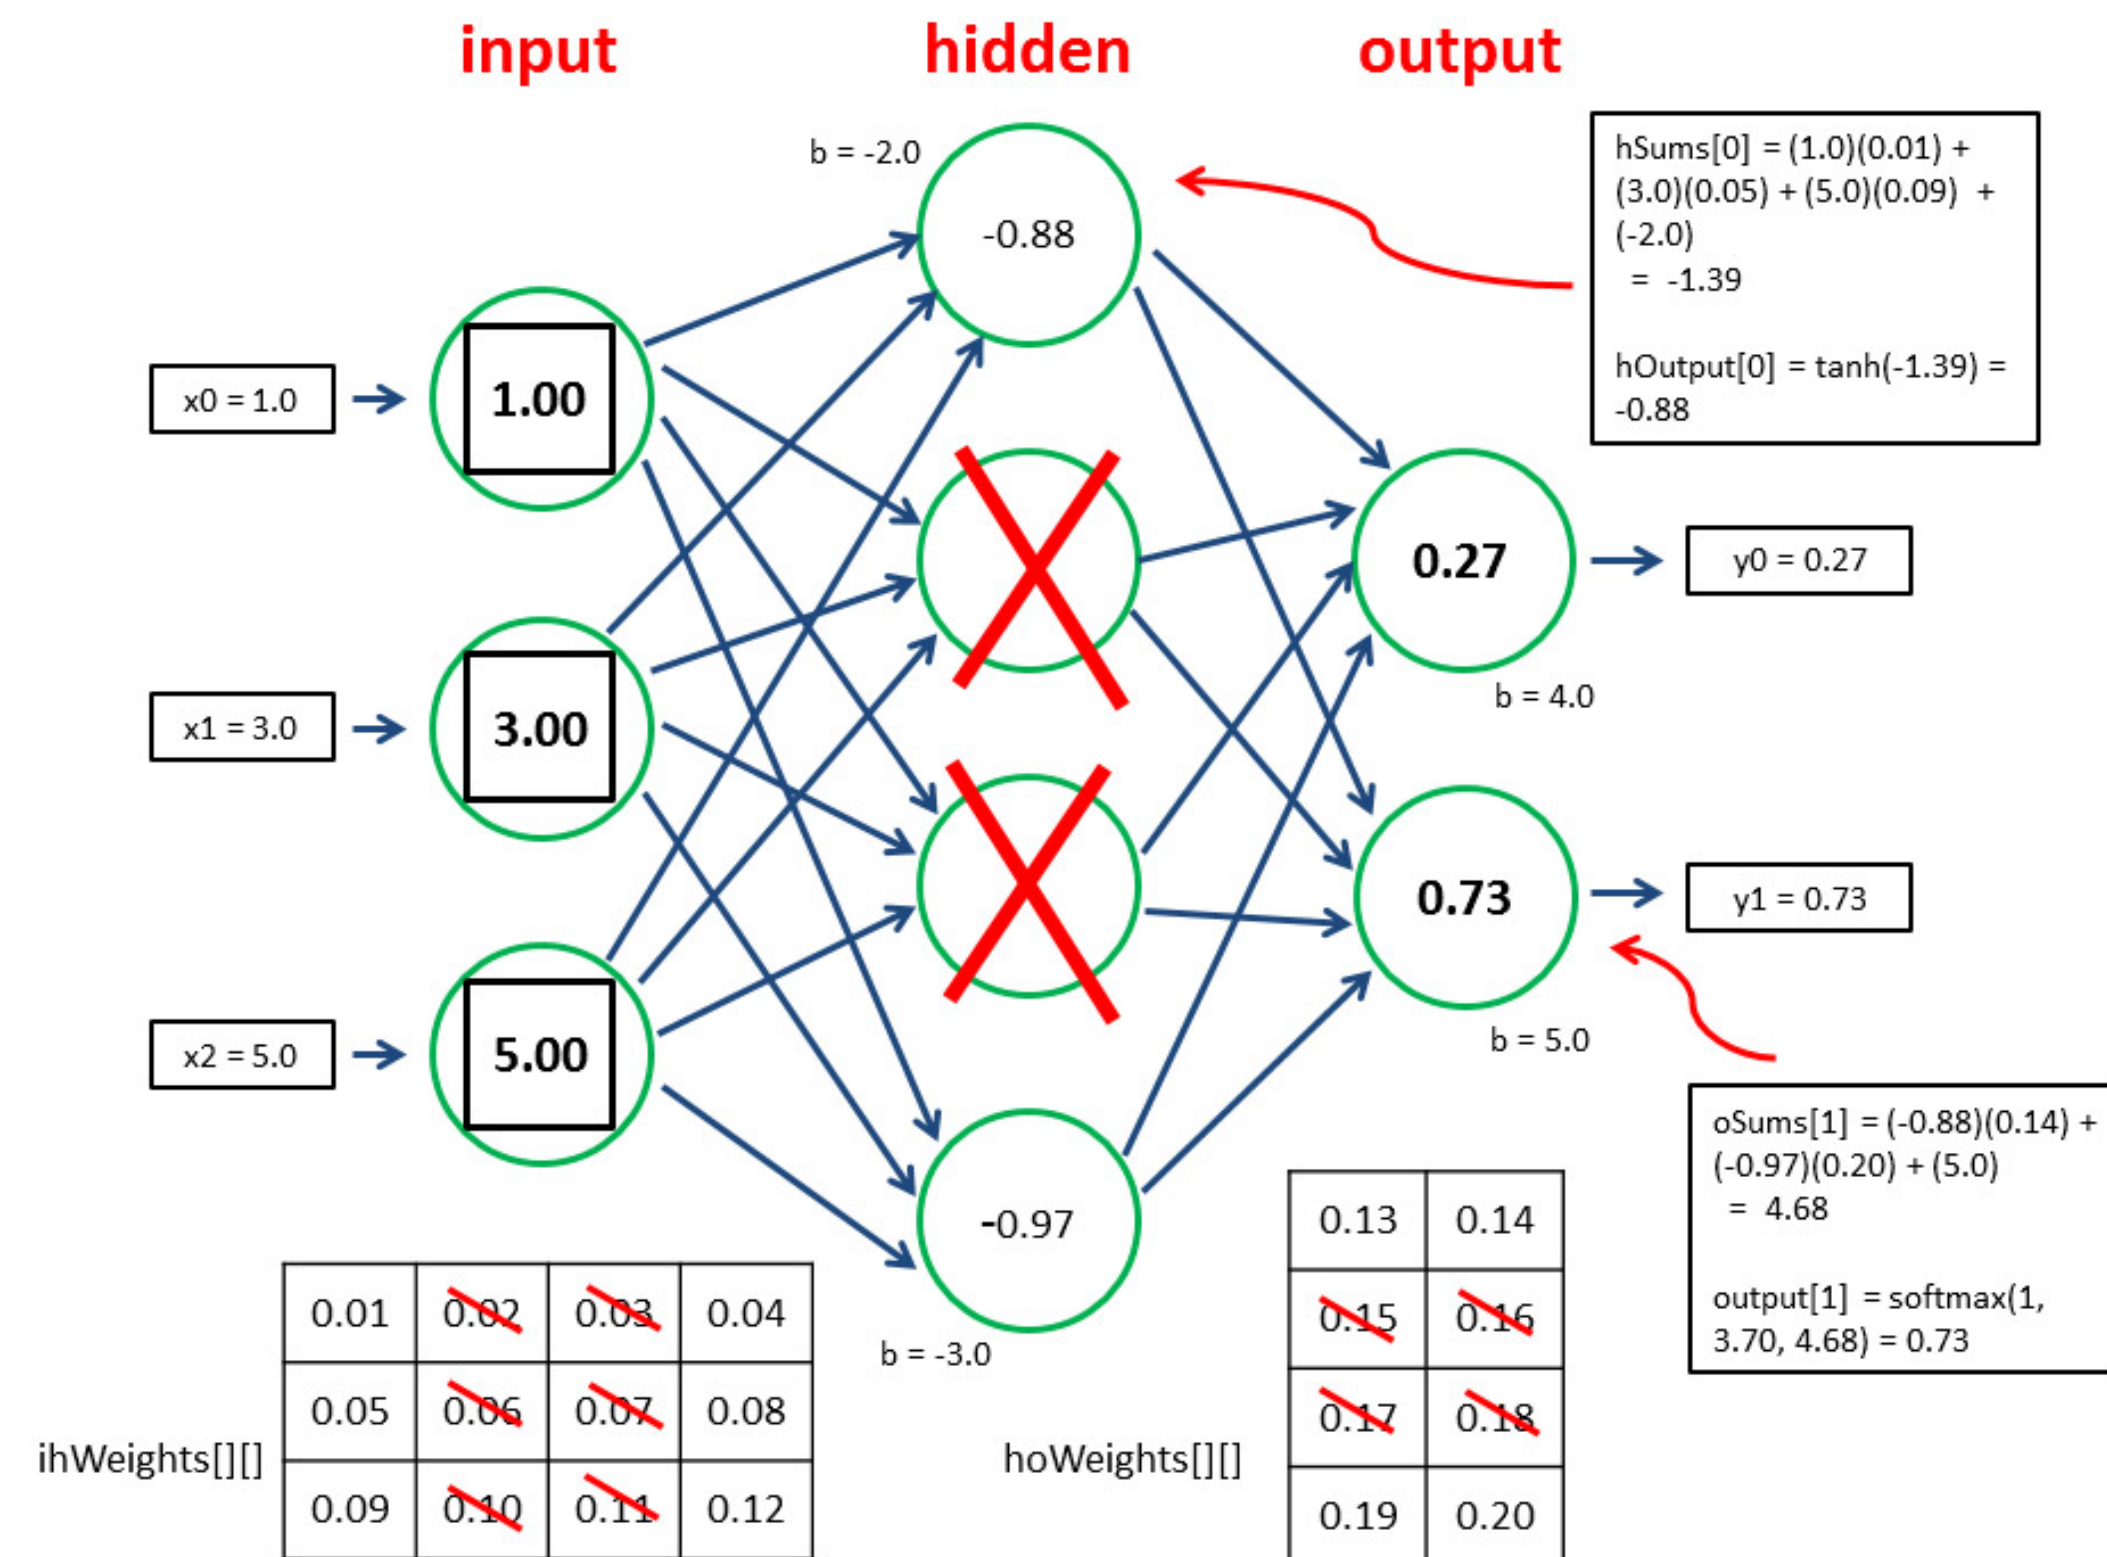 input hidden output
b = -2.0
-0.88
hSums[0] = (1.0)(0.01) +
(3.0)(0.05) + (5.0)(0.09) +
(-2.0)
= -1.39
hOutput[0] = tanh(-1.39) =
-0.88
x0 = 1.0
1.00
0.27
y0 = 0.27
b = 4.0
x1 = 3.0
3.00
0.73
y1 = 0.73
b = 5.0
x2 = 5.0
5.00
-0.97
b = -3.0
oSums[1] = (-0.88)(0.14) +
(-0.97)(0.20) + (5.0)
= 4.68
output[1] = softmax(1,
3.70, 4.68) = 0.73
ihWeights[][]
0.01 0.02 0.03 0.04
0.05 0.06 0.07 0.08
0.09 0.10 0.11 0.12
hoWeights[][]
0.13 0.14
0.15 0.16
0.17 0.18
0.19 0.20